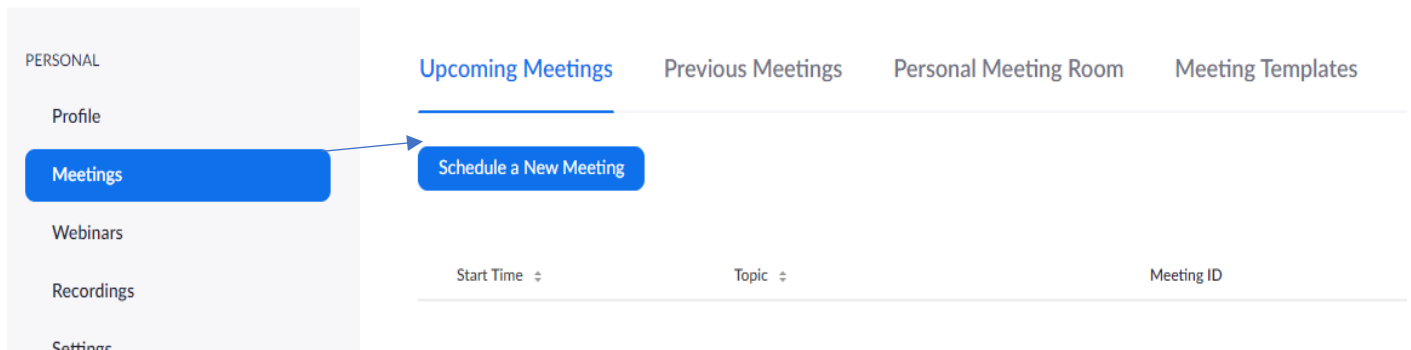 PERSONAL
Profile
Meetings
Webinars
Recordings
Settings
Upcoming Meetings Previous Meetings Personal Meeting Room Meeting Templates
Schedule a New Meeting
Start Time Topic Meeting ID